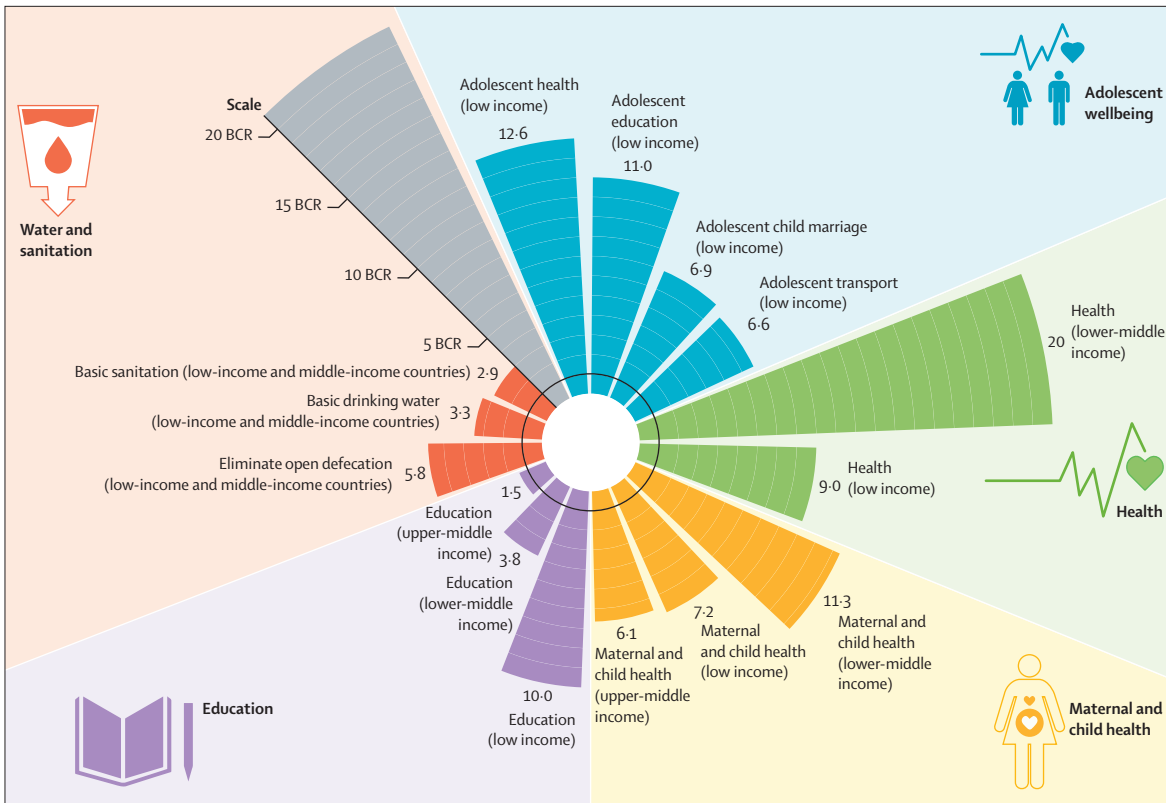 Scale
20 BCR
15 BCR
10 BCR
5 BCR
Adolescent health
(low income)
12·6
Adolescent
education
(low income)
11·0
Adolescent child marriage
(low income)
6·9
Adolescent transport
(low income)
6·6
Adolescent
wellbeing
Health
(lower-middle
income)
20
Health
(low income)
9·0
Health
11·3
Maternal and
child health
(lower-middle
income)
7·2
Maternal
and child health
(low income)
6·1
Maternal and
child health
(upper-middle
income)
Maternal and
child health
10·0
Education
(low income)
3·8
Education
(lower-middle
income)
1·5
Education
(upper-middle
income)
Education
Eliminate open defecation
(low-income and middle-income countries)
5·8
Basic drinking water
(low-income and middle-income countries)
3·3
Basic sanitation (low-income and middle-income countries) 2·9
Water and
sanitation